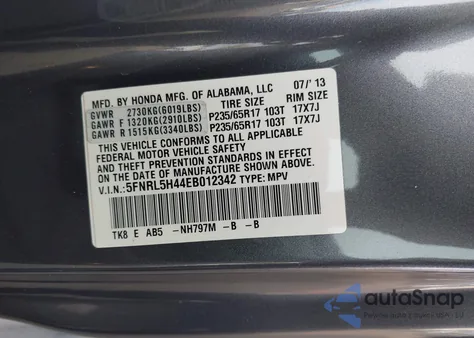 MFD. BY HONDA MFG. OF ALABAMA, LLC 07/'13
GVWR 2730KG(6019LBS) TIRE SIZE RIM SIZE
GAWR F 1320KG(2910LBS) P235/65R17 103T 17X7J
GAWR R 1515KG(3340LBS) P235/65R17 103T 17X7J
THIS VEHICLE CONFORMS TO ALL APPLICABLE
FEDERAL MOTOR VEHICLE SAFETY AND
THEFT PREVENTION STANDARDS IN EFFECT ON
THE DATE OF MANUFACTURE SHOWN ABOVE.
V.I.N.: 5FNRL5H44EB012342 TYPE: MPV
TK8 E AB5 -NH797M -B -B
autoSnap